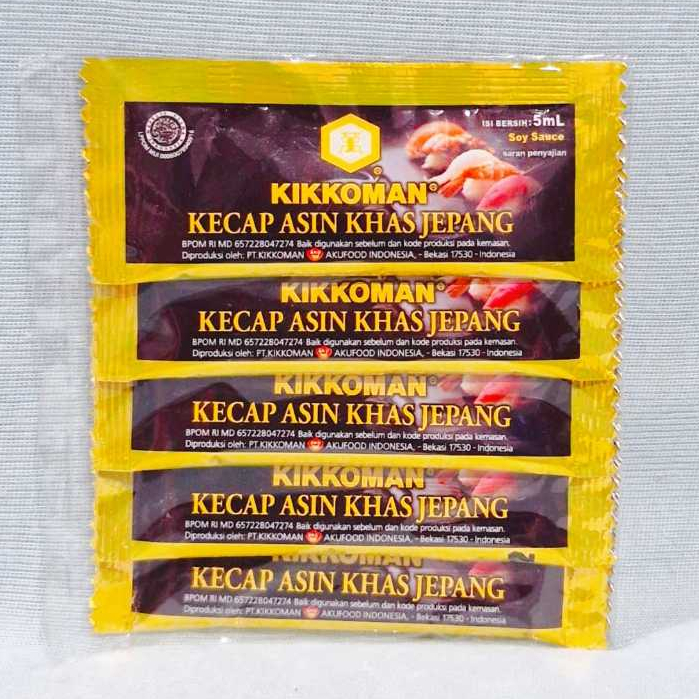 ISI BERSIH: 5mL
Soy Sauce
saran penyajian
KIKKOMAN®
KECAP ASIN KHAS JEPANG
BPOM RI MD 657228047274 Baik digunakan sebelum dan kode produksi pada kemasan.
Diproduksi oleh: PT.KIKKOMAN AKUFOOD INDONESIA, - Bekasi 17530 - Indonesia
KIKKOMAN®
KECAP ASIN KHAS JEPANG
BPOM RI MD 657228047274 Baik digunakan sebelum dan kode produksi pada kemasan.
Diproduksi oleh: PT.KIKKOMAN AKUFOOD INDONESIA, - Bekasi 17530 - Indonesia
KIKKOMAN®
KECAP ASIN KHAS JEPANG
BPOM RI MD 657228047274 Baik digunakan sebelum dan kode produksi pada kemasan.
Diproduksi oleh: PT.KIKKOMAN AKUFOOD INDONESIA, - Bekasi 17530 - Indonesia
KIKKOMAN
KECAP ASIN KHAS JEPANG
BPOM RI MD 657228047274 Baik digunakan sebelum dan kode produksi pada kemasan.
Diproduksi oleh: PT.KIKKOMAN AKUFOOD INDONESIA, - Bekasi 17530 - Indonesia
KIKKOMAN
KECAP ASIN KHAS JEPANG
BPOM RI MD 657228047274 Baik digunakan sebelum dan kode produksi pada kemasan.
Diproduksi oleh: PT.KIKKOMAN AKUFOOD INDONESIA, - Bekasi 17530 - Indonesia